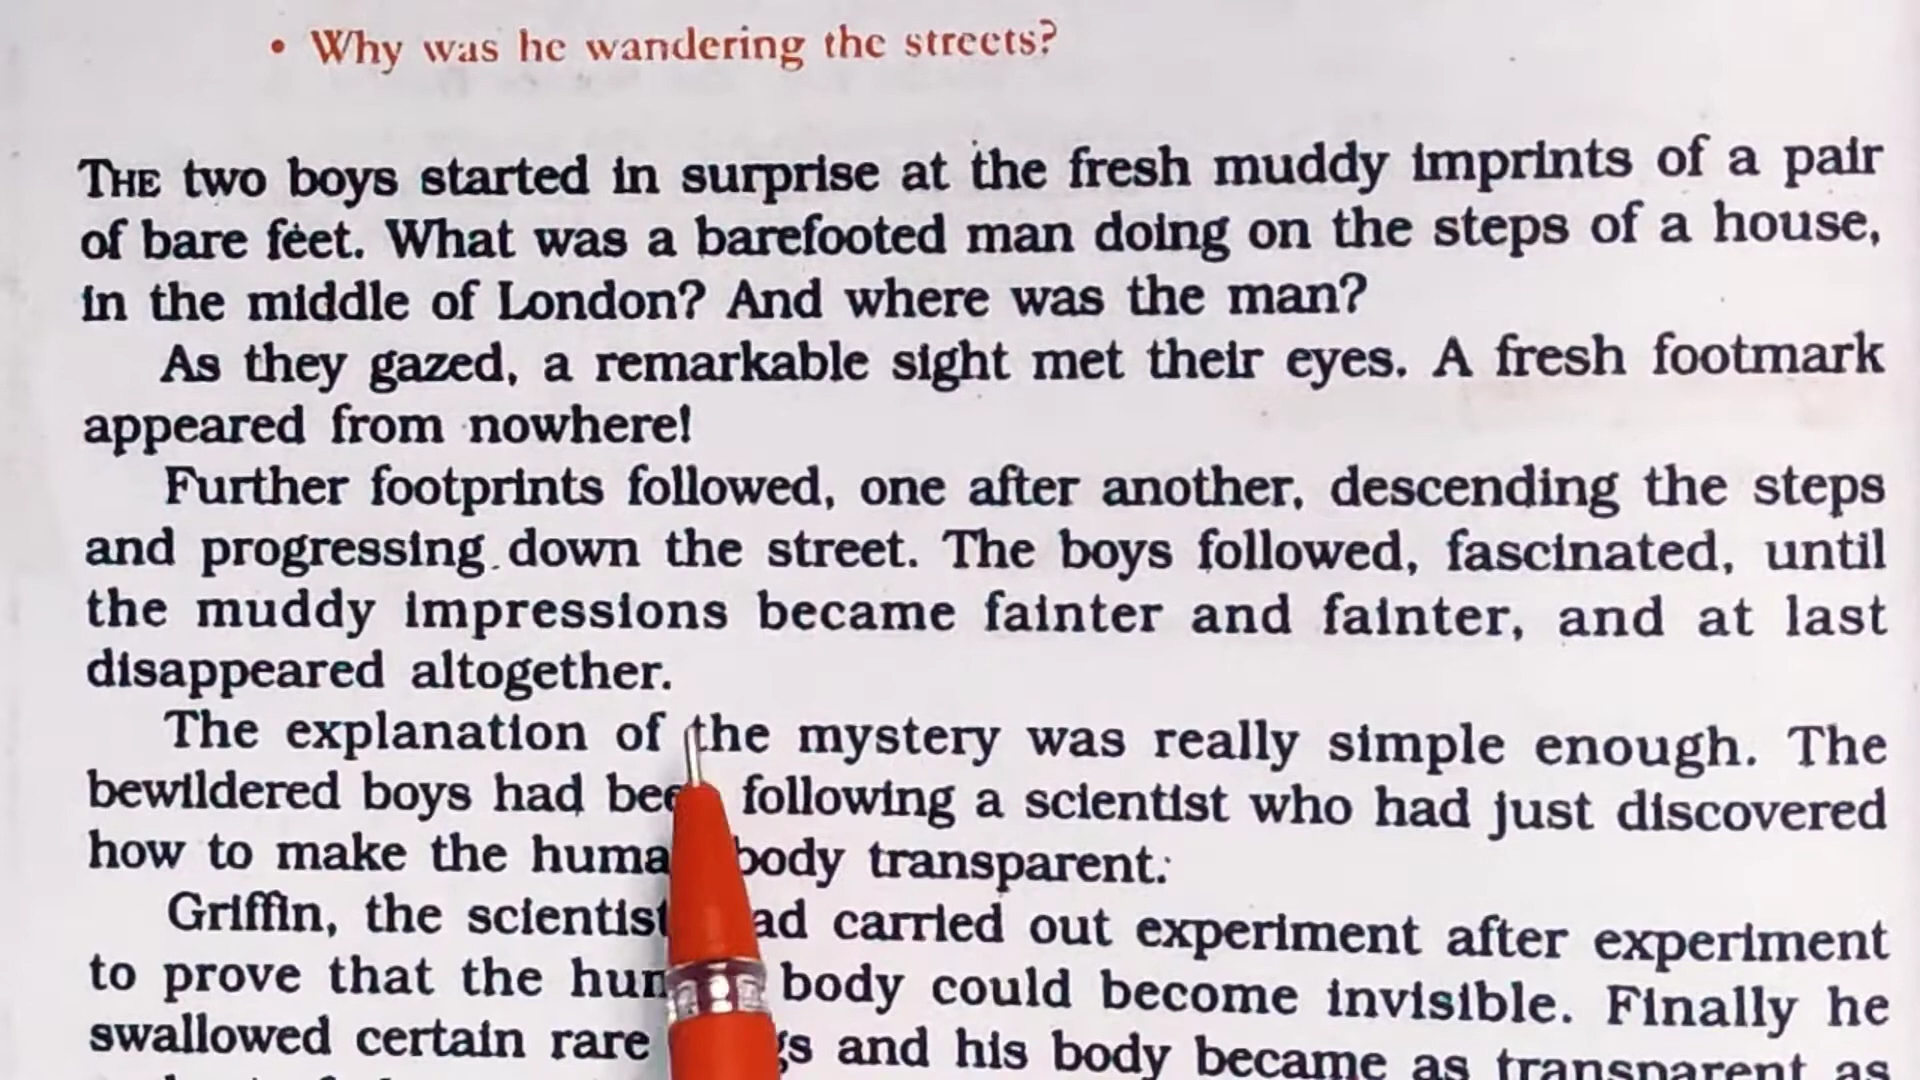 • Why was he wandering the streets?
THE two boys started in surprise at the fresh muddy imprints of a pair
of bare feet. What was a barefooted man doing on the steps of a house,
in the middle of London? And where was the man?
As they gazed, a remarkable sight met their eyes. A fresh footmark
appeared from nowhere!
Further footprints followed, one after another, descending the steps
and progressing down the street. The boys followed, fascinated, until
the muddy impressions became fainter and fainter, and at last
disappeared altogether.
The explanation of the mystery was really simple enough. The
bewildered boys had been following a scientist who had just discovered
how to make the human body transparent.
Griffin, the scientist had carried out experiment after experiment
to prove that the human body could become invisible. Finally he
swallowed certain rare and his body became as transparent as